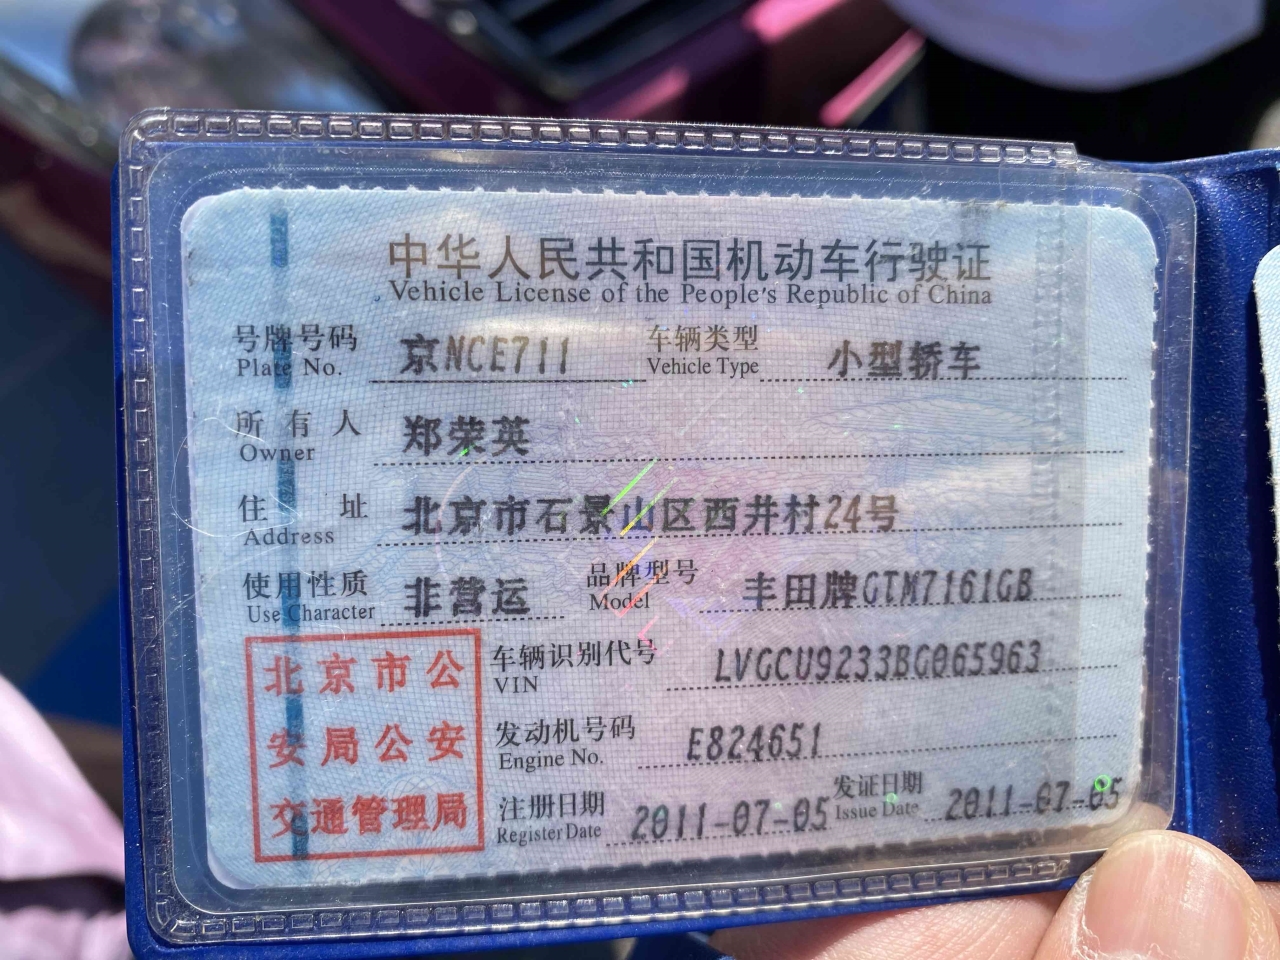 中华人民共和国机动车行驶证
Vehicle License of the People's Republic of China
号牌号码 京NCE711 车辆类型 小型轿车
Plate No. Vehicle Type
所有人 郑荣英
Owner
住址 北京市石景山区西井村24号
Address
使用性质 非营运 品牌型号 丰田牌GTM7161GB
Use Character Model
北京市公
安局公安
交通管理局
车辆识别代号 LVGCU9233BG065963
VIN
发动机号码 E824651
Engine No.
注册日期 2011-07-05 发证日期 2011-07-05
Register Date Issue Date